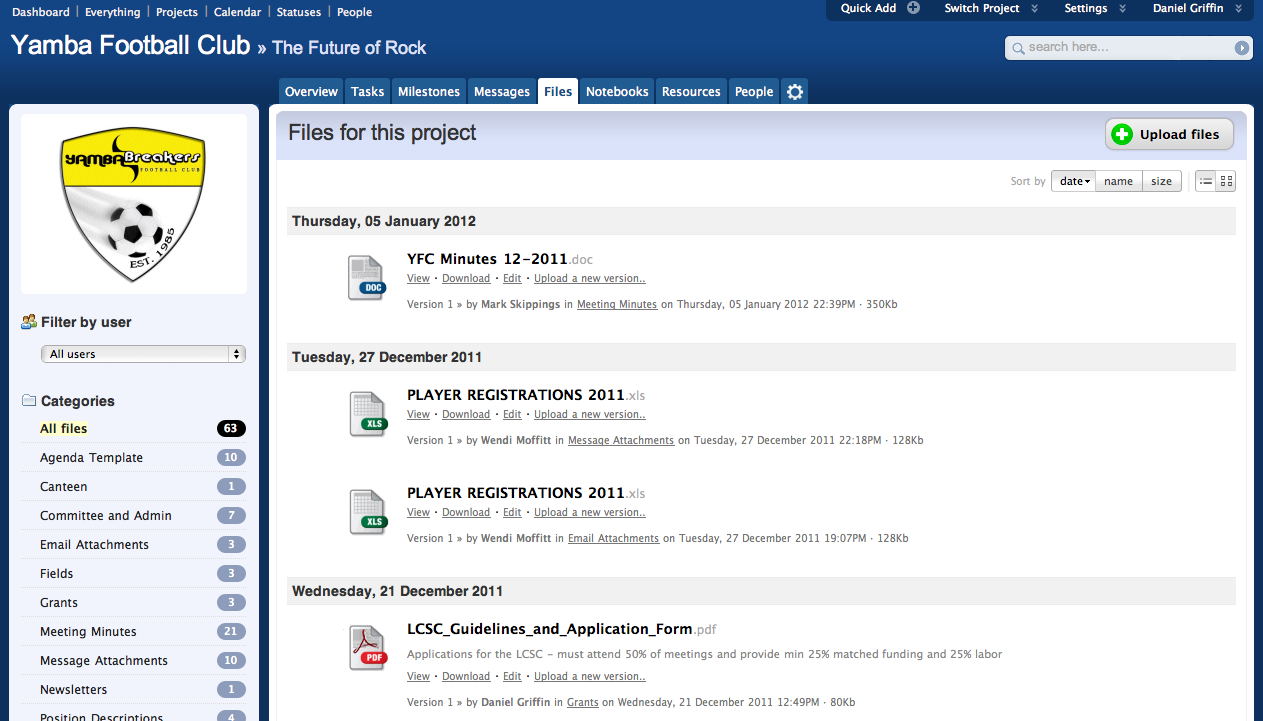 Dashboard | Everything | Projects | Calendar | Statuses | People
Quick Add Switch Project Settings Daniel Griffin
Yamba Football Club » The Future of Rock
search here...
Overview Tasks Milestones Messages Files Notebooks Resources People
YAMBA Breakers
FOOTBALL CLUB
EST. 1985
Filter by user
All users
Categories
All files 63
Agenda Template 10
Canteen 1
Committee and Admin 7
Email Attachments 3
Fields 3
Grants 3
Meeting Minutes 21
Message Attachments 10
Newsletters 1
Position Descriptions 4
Files for this project
Upload files
Sort by date name size
Thursday, 05 January 2012
DOC
YFC Minutes 12-2011.doc
View · Download · Edit · Upload a new version..
Version 1 » by Mark Skippings in Meeting Minutes on Thursday, 05 January 2012 22:39PM · 350Kb
Tuesday, 27 December 2011
XLS
PLAYER REGISTRATIONS 2011.xls
View · Download · Edit · Upload a new version..
Version 1 » by Wendi Moffitt in Message Attachments on Tuesday, 27 December 2011 22:18PM · 128Kb
XLS
PLAYER REGISTRATIONS 2011.xls
View · Download · Edit · Upload a new version..
Version 1 » by Wendi Moffitt in Email Attachments on Tuesday, 27 December 2011 19:07PM · 128Kb
Wednesday, 21 December 2011
PDF
LCSC_Guidelines_and_Application_Form.pdf
Applications for the LCSC - must attend 50% of meetings and provide min 25% matched funding and 25% labor
View · Download · Edit · Upload a new version..
Version 1 » by Daniel Griffin in Grants on Wednesday, 21 December 2011 12:49PM · 80Kb